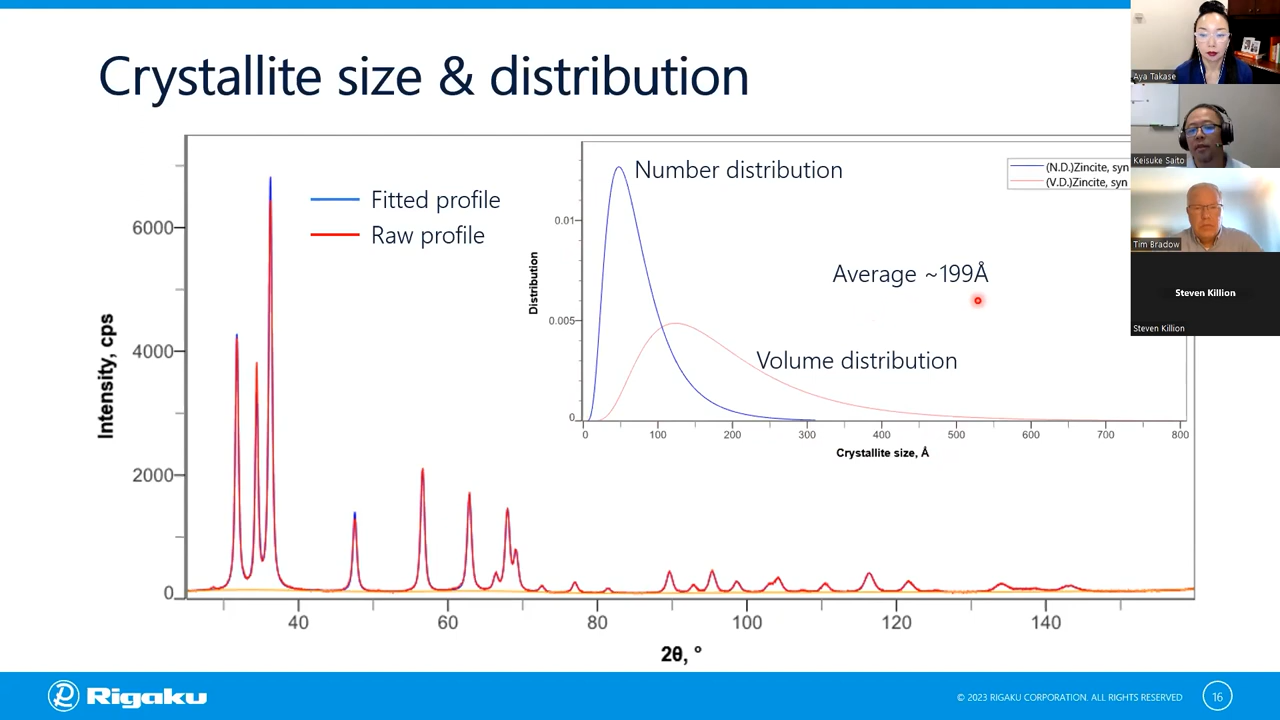 Crystallite size & distribution
Aya Takase
Keisuke Saito
Tim Bradow
Steven Killion
Steven Killion
Fitted profile
Raw profile
Intensity, cps
6000
4000
2000
0
40
60
80
100
120
140
2θ, °
Number distribution
(N.D.)Zincite, syn
(V.D.)Zincite, syn
Average ~199Å
Volume distribution
Distribution
0.01
0.005
0
0
100
200
300
400
500
600
700
800
Crystallite size, Å
Rigaku
© 2023 RIGAKU CORPORATION. ALL RIGHTS RESERVED
16